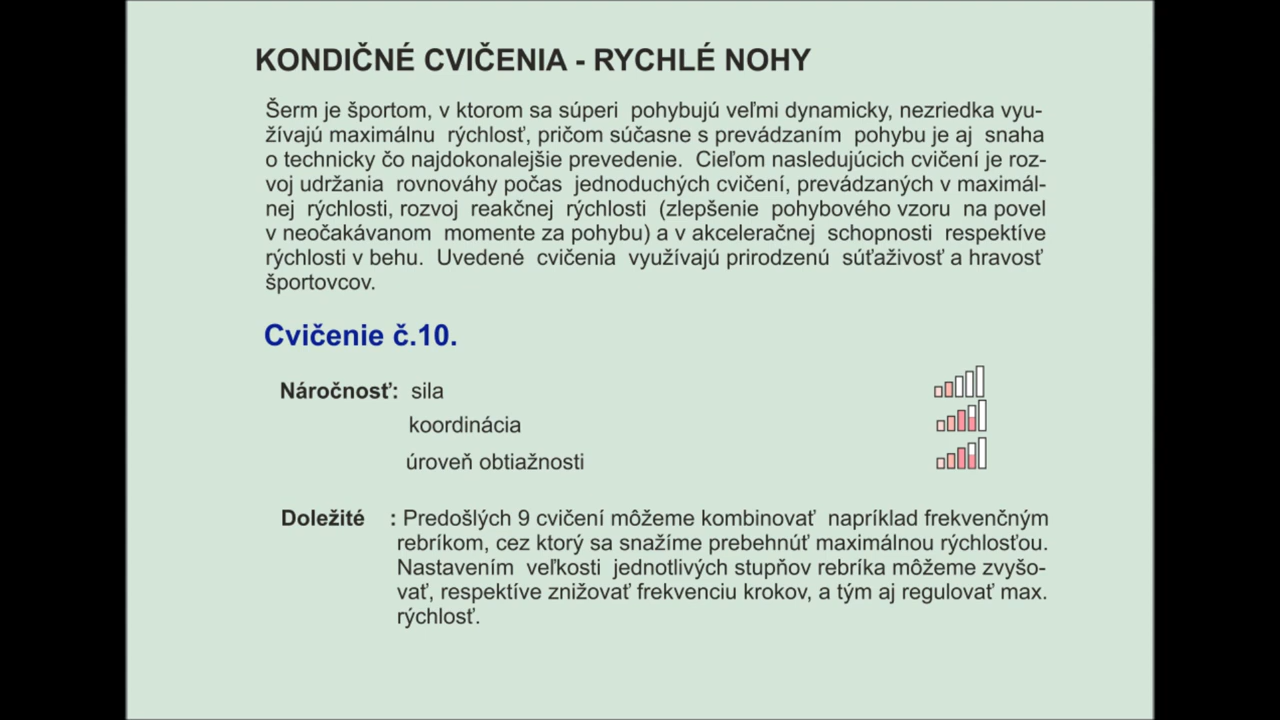 KONDIČNÉ CVIČENIA - RYCHLÉ NOHY
Šerm je športom, v ktorom sa súperi pohybujú veľmi dynamicky, nezriedka využívajú
žívajú maximálnu rýchlosť, pričom súčasne s prevádzaním pohybu je aj snaha
o technicky čo najdokonalejšie prevedenie. Cieľom nasledujúcich cvičení je roz-
voj udržania rovnováhy počas jednoduchých cvičení, prevádzaných v maximál-
nej rýchlosti, rozvoj reakčnej rýchlosti (zlepšenie pohybového vzoru na povel
v neočakávanom momente za pohybu) a v akceleračnej schopnosti respektíve
rýchlosti v behu. Uvedené cvičenia využívajú prirodzenú súťaživosť a hravosť
športovcov.
Cvičenie č.10.
Náročnosť: sila
koordinácia
úroveň obtiažnosti
Doležité : Predošlých 9 cvičení môžeme kombinovať napríklad frekvenčným
rebríkom, cez ktorý sa snažíme prebehnúť maximálnou rýchlosťou.
Nastavením veľkosti jednotlivých stupňov rebríka môžeme zvyšo-
vať, respektíve znižovať frekvenciu krokov, a tým aj regulovať max.
rýchlosť.